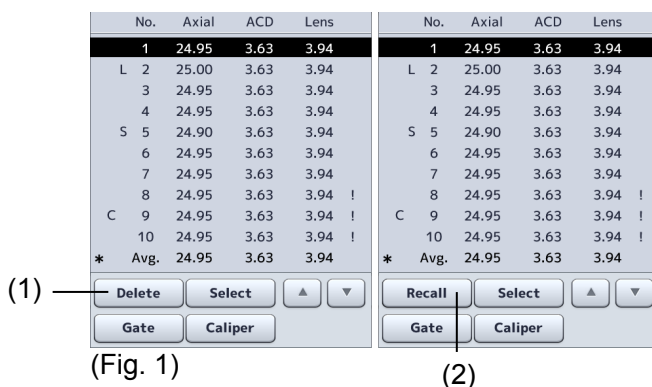 No. Axial ACD Lens
1 24.95 3.63 3.94
L 2 25.00 3.63 3.94
3 24.95 3.63 3.94
4 24.95 3.63 3.94
S 5 24.90 3.63 3.94
6 24.95 3.63 3.94
7 24.95 3.63 3.94
8 24.95 3.63 3.94 !
C 9 24.95 3.63 3.94 !
10 24.95 3.63 3.94 !
* Avg. 24.95 3.63 3.94
(1)
Delete Select ▲ ▼
Gate Caliper
(Fig. 1)
No. Axial ACD Lens
1 24.95 3.63 3.94
L 2 25.00 3.63 3.94
3 24.95 3.63 3.94
4 24.95 3.63 3.94
S 5 24.90 3.63 3.94
6 24.95 3.63 3.94
7 24.95 3.63 3.94
8 24.95 3.63 3.94 !
C 9 24.95 3.63 3.94 !
10 24.95 3.63 3.94 !
* Avg. 24.95 3.63 3.94
Recall Select ▲ ▼
Gate Caliper
(2)